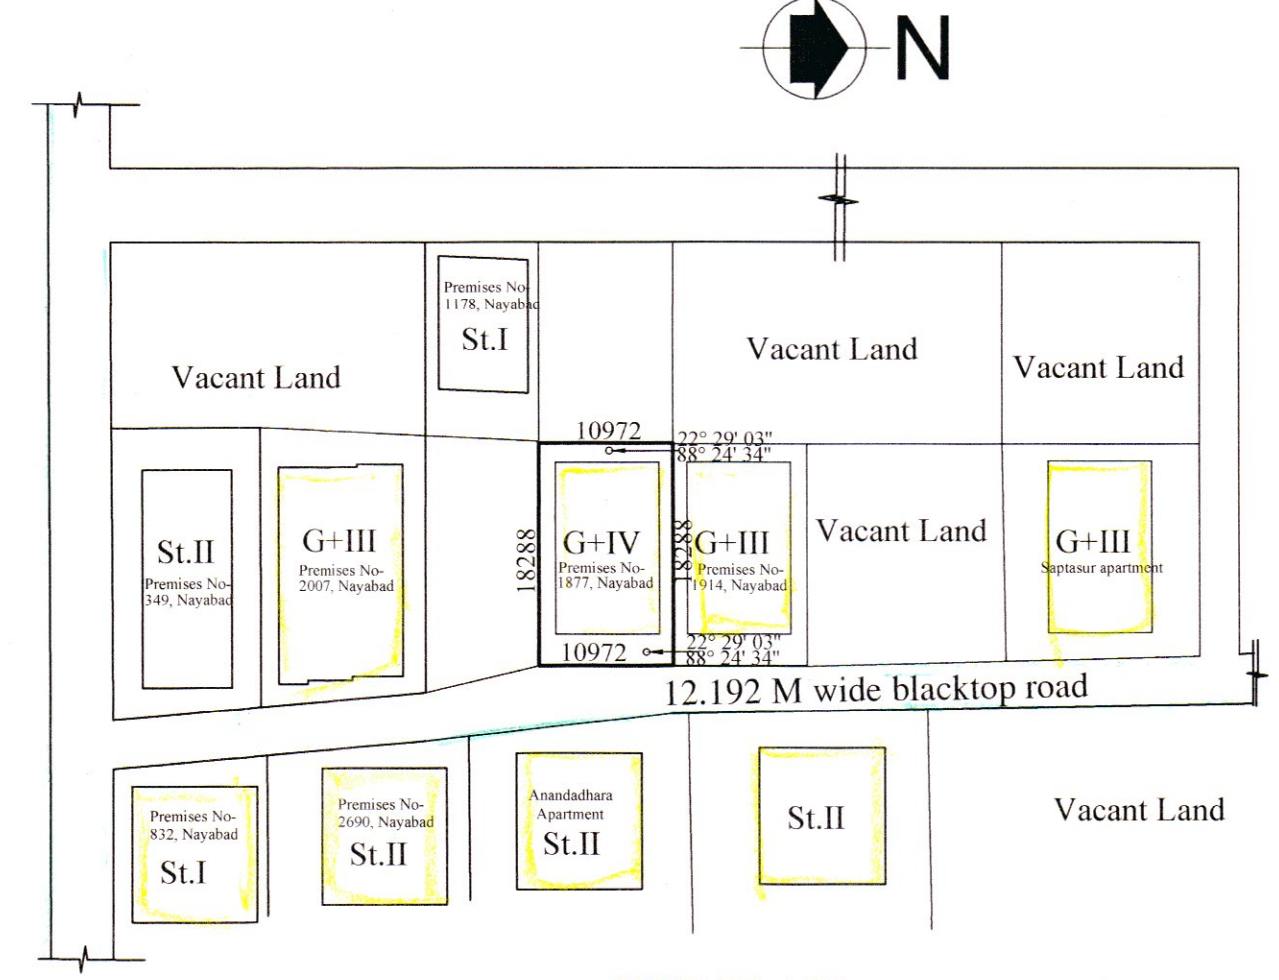 N
Premises No-
1178, Nayabad
St.I
Vacant Land
Vacant Land
Vacant Land
10972
22° 29' 03"
88° 24' 34"
St.II
Premises No-
349, Nayabad
G+III
Premises No-
2007, Nayabad
18288
G+IV
Premises No-
1877, Nayabad
18288
G+III
Premises No-
1914, Nayabad
Vacant Land
G+III
Saptasur apartment
10972
22° 29' 03"
88° 24' 34"
12.192 M wide blacktop road
Premises No-
832, Nayabad
St.I
Premises No-
2690, Nayabad
St.II
Anandadhara
Apartment
St.II
St.II
Vacant Land